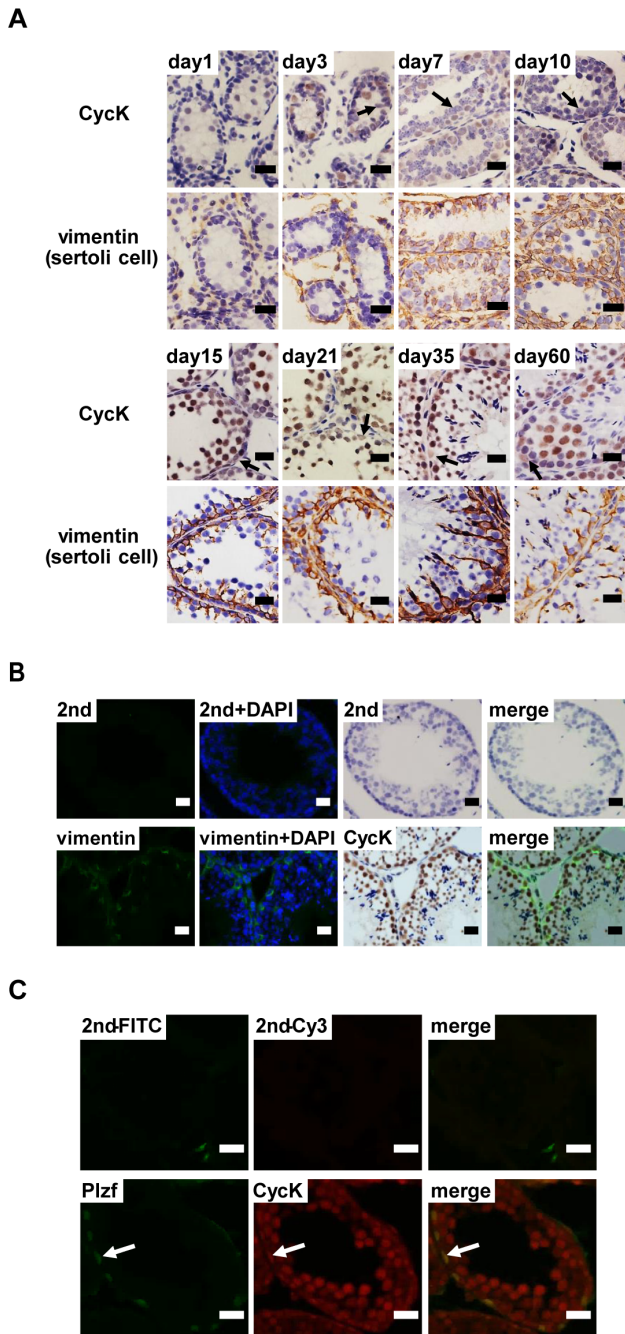 A
day1 day3 day7 day10
CycK
vimentin
(sertoli cell)
day15 day21 day35 day60
CycK
vimentin
(sertoli cell)
B
2nd 2nd+DAPI 2nd merge
vimentin vimentin+DAPI CycK merge
C
2nd-FITC 2nd-Cy3 merge
Plzf CycK merge